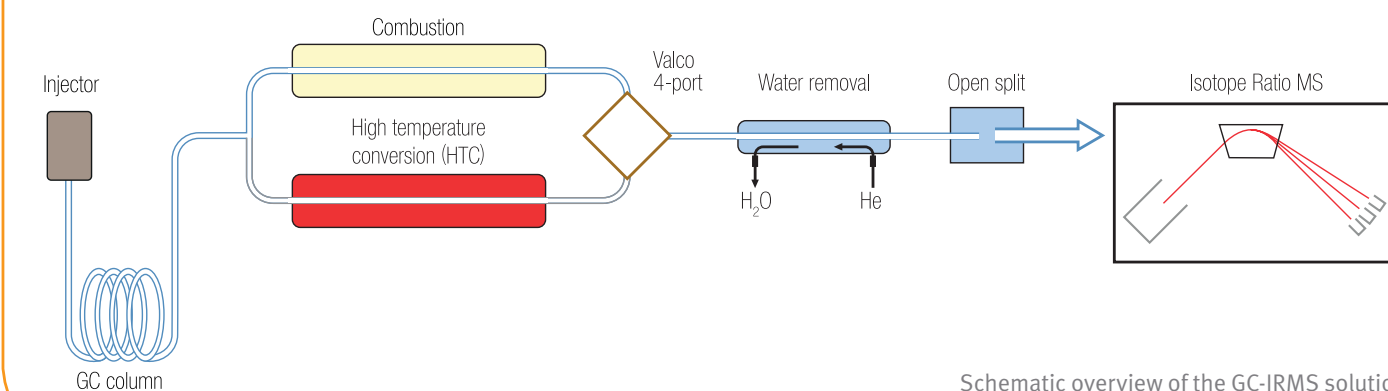 Combustion
Injector
Valco
4-port
Water removal
Open split
Isotope Ratio MS
High temperature
conversion (HTC)
H₂O
He
GC column
Schematic overview of the GC-IRMS solutio